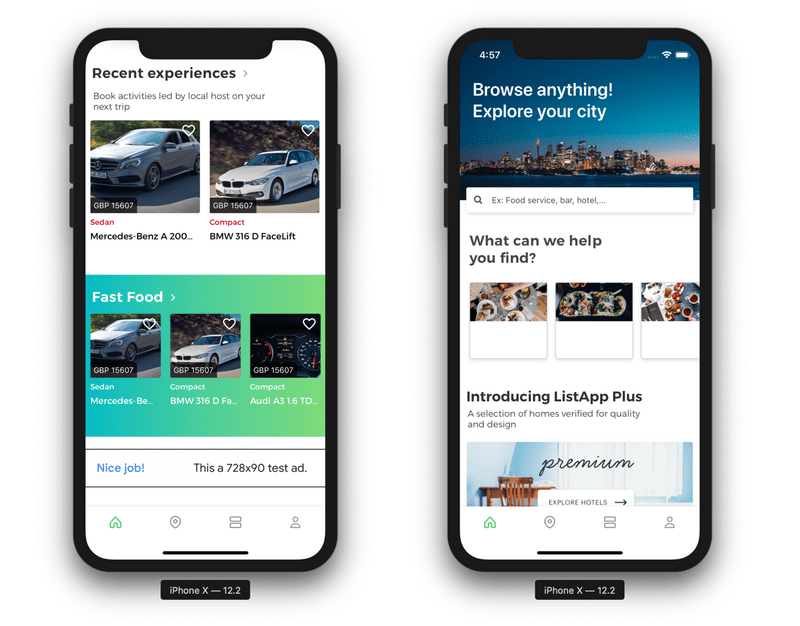 Recent experiences >
Book activities led by local host on your
next trip
GBP 15607
GBP 15607
Sedan
Compact
Mercedes-Benz A 200...
BMW 316 D FaceLift
Fast Food >
GBP 15607
GBP 15607
GBP 15607
Sedan
Compact
Compact
Mercedes-Be...
BMW 316 D Fa...
Audi A3 1.6 TD...
Nice job!
This a 728x90 test ad.
iPhone X — 12.2
4:57
Browse anything!
Explore your city
Ex: Food service, bar, hotel,...
What can we help
you find?
Introducing ListApp Plus
A selection of homes verified for quality
and design
premium
EXPLORE HOTELS →
iPhone X — 12.2